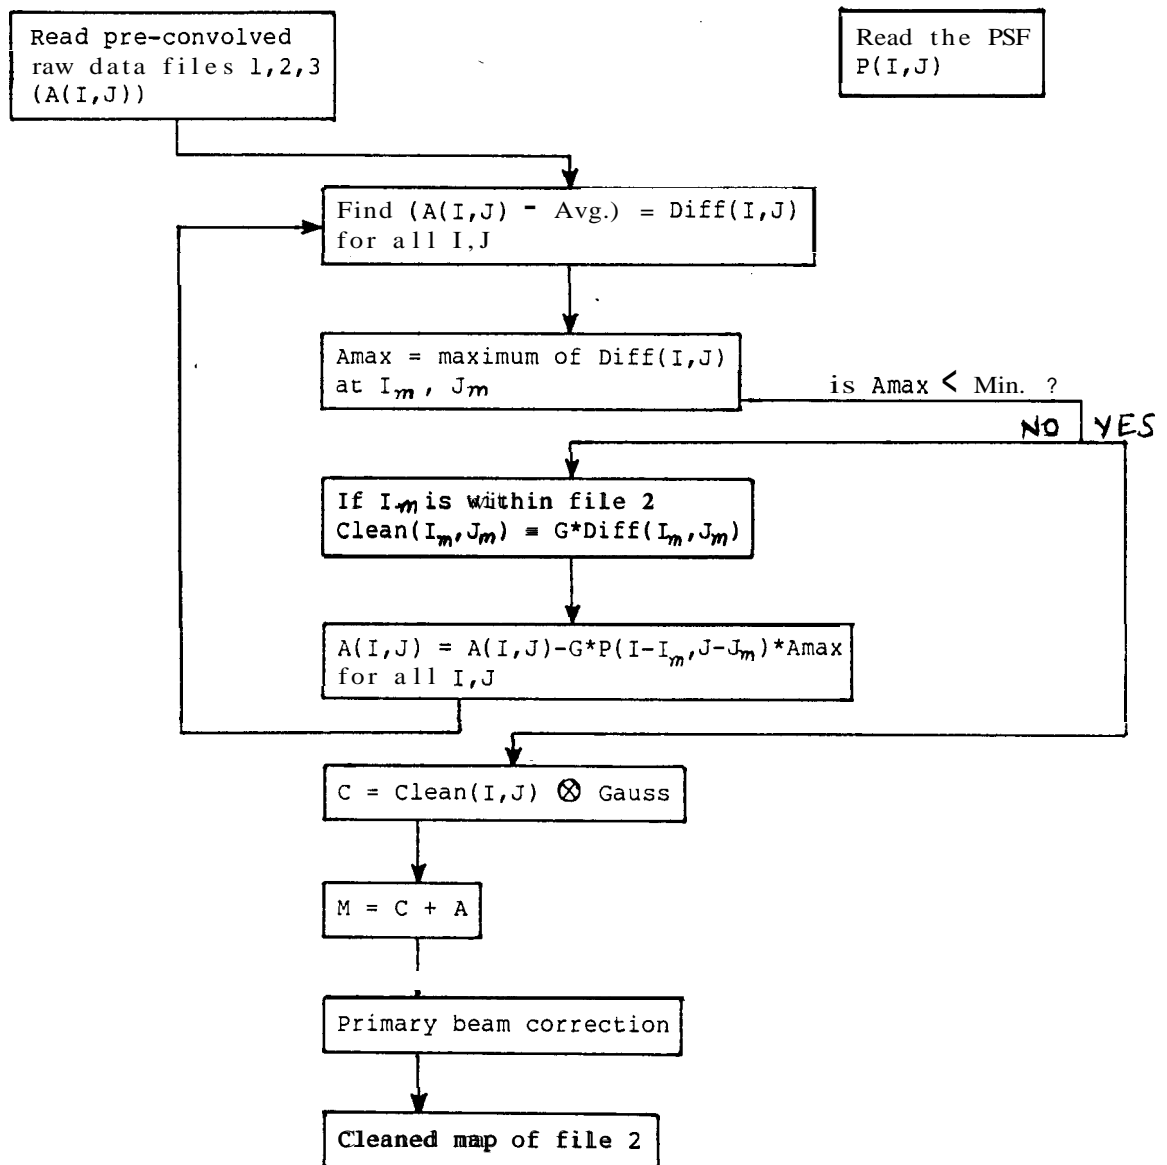 Read pre-convolved
raw data files 1,2,3
(A(I,J))
Read the PSF
P(I,J)
Find (A(I,J) - Avg.) = Diff(I,J)
for all I,J
Amax = maximum of Diff(I,J)
at Im, Jm
is Amax < Min. ?
NO YES
If Im is within file 2
Clean(Im,Jm) = G*Diff(Im,Jm)
A(I,J) = A(I,J)-G*P(I-Im,J-Jm)*Amax
for all I,J
C = Clean(I,J) ⊗ Gauss
M = C + A
Primary beam correction
Cleaned map of file 2